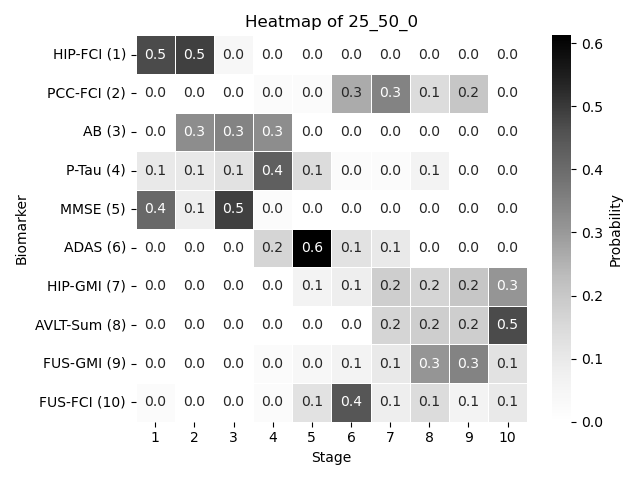 Heatmap of 25_50_0
HIP-FCI (1) 0.5 0.5 0.0 0.0 0.0 0.0 0.0 0.0 0.0 0.0
PCC-FCI (2) 0.0 0.0 0.0 0.0 0.0 0.3 0.3 0.1 0.2 0.0
AB (3) 0.0 0.3 0.3 0.3 0.0 0.0 0.0 0.0 0.0 0.0
P-Tau (4) 0.1 0.1 0.1 0.4 0.1 0.0 0.0 0.1 0.0 0.0
MMSE (5) 0.4 0.1 0.5 0.0 0.0 0.0 0.0 0.0 0.0 0.0
ADAS (6) 0.0 0.0 0.0 0.2 0.6 0.1 0.1 0.0 0.0 0.0
HIP-GMI (7) 0.0 0.0 0.0 0.0 0.1 0.1 0.2 0.2 0.2 0.3
AVLT-Sum (8) 0.0 0.0 0.0 0.0 0.0 0.0 0.2 0.2 0.2 0.5
FUS-GMI (9) 0.0 0.0 0.0 0.0 0.0 0.1 0.1 0.3 0.3 0.1
FUS-FCI (10) 0.0 0.0 0.0 0.0 0.1 0.4 0.1 0.1 0.1 0.1
1 2 3 4 5 6 7 8 9 10
Stage
Biomarker
0.6
0.5
0.4
0.3
0.2
0.1
0.0
Probability